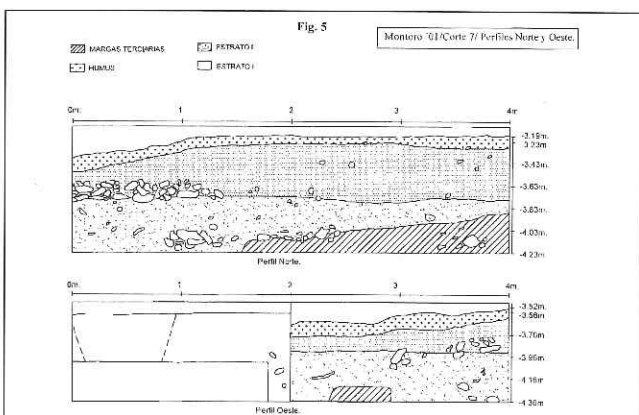 Fig. 5
Montoro ´01/Corte 7/ Perfiles Norte y Oeste.
MARGAS TERCIARIAS
ESTRATO I
HUMUS
ESTRATO I
0m.
1
2
3
4m
-3.19m.
3.23m.
-3.43m.
-3.63m.
-3.83m.
-4.03m.
-4.23m
Perfil Norte.
0m.
1
2
3
4m
-3.52m.
-3.56m.
-3.76m
-3.96m
-4.16m
-4.36m
Perfil Oeste.